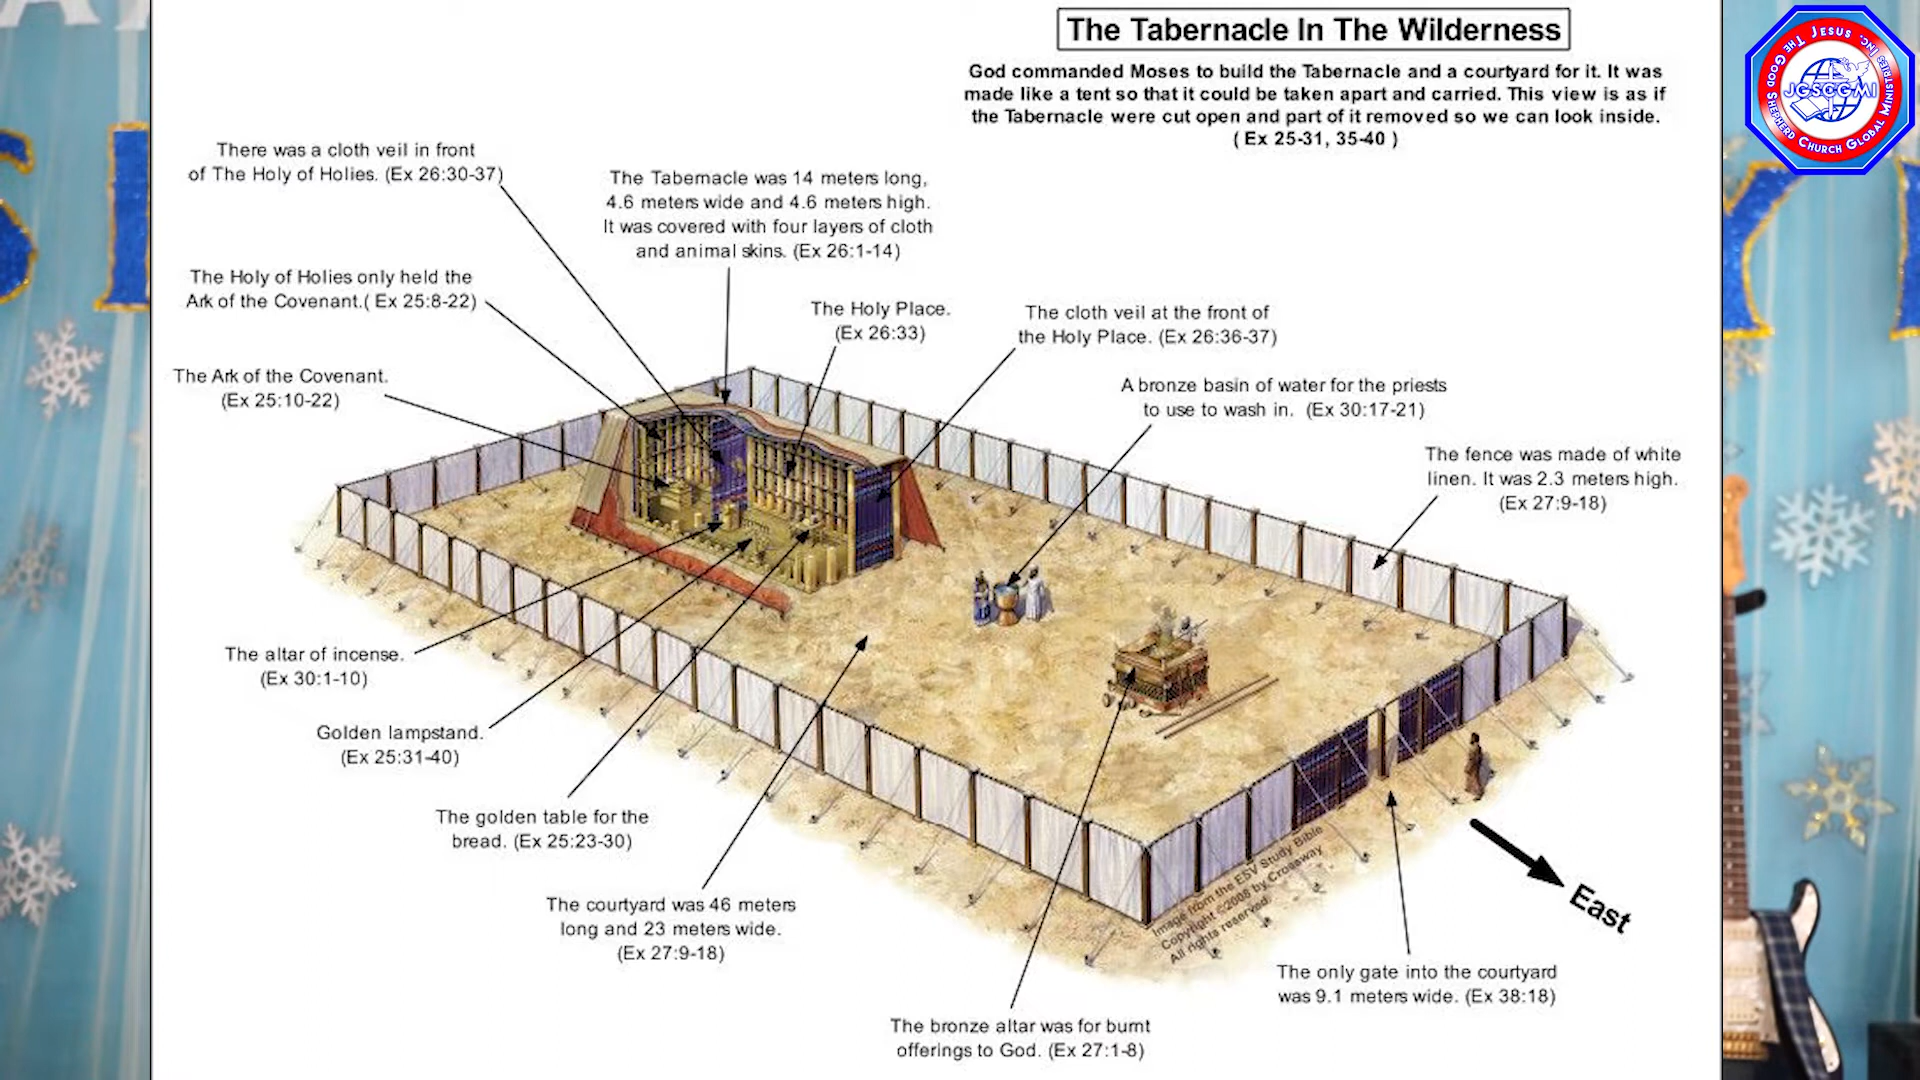 The Tabernacle In The Wilderness
God commanded Moses to build the Tabernacle and a courtyard for it. It was
made like a tent so that it could be taken apart and carried. This view is as if
the Tabernacle were cut open and part of it removed so we can look inside.
( Ex 25-31, 35-40 )
THE JESUS THE GOOD SHEPHERD CHURCH GLOBAL MINISTRIES INC.
JGSCGMI
There was a cloth veil in front
of The Holy of Holies. (Ex 26:30-37)
The Tabernacle was 14 meters long,
4.6 meters wide and 4.6 meters high.
It was covered with four layers of cloth
and animal skins. (Ex 26:1-14)
The Holy of Holies only held the
Ark of the Covenant.( Ex 25:8-22)
The Holy Place.
(Ex 26:33)
The cloth veil at the front of
the Holy Place. (Ex 26:36-37)
The Ark of the Covenant.
(Ex 25:10-22)
A bronze basin of water for the priests
to use to wash in. (Ex 30:17-21)
The fence was made of white
linen. It was 2.3 meters high.
(Ex 27:9-18)
The altar of incense.
(Ex 30:1-10)
Golden lampstand.
(Ex 25:31-40)
The golden table for the
bread. (Ex 25:23-30)
The courtyard was 46 meters
long and 23 meters wide.
(Ex 27:9-18)
Image from the ESV Study Bible
Copyright ©2008 by Crossway
All rights reserved.
East
The only gate into the courtyard
was 9.1 meters wide. (Ex 38:18)
The bronze altar was for burnt
offerings to God. (Ex 27:1-8)